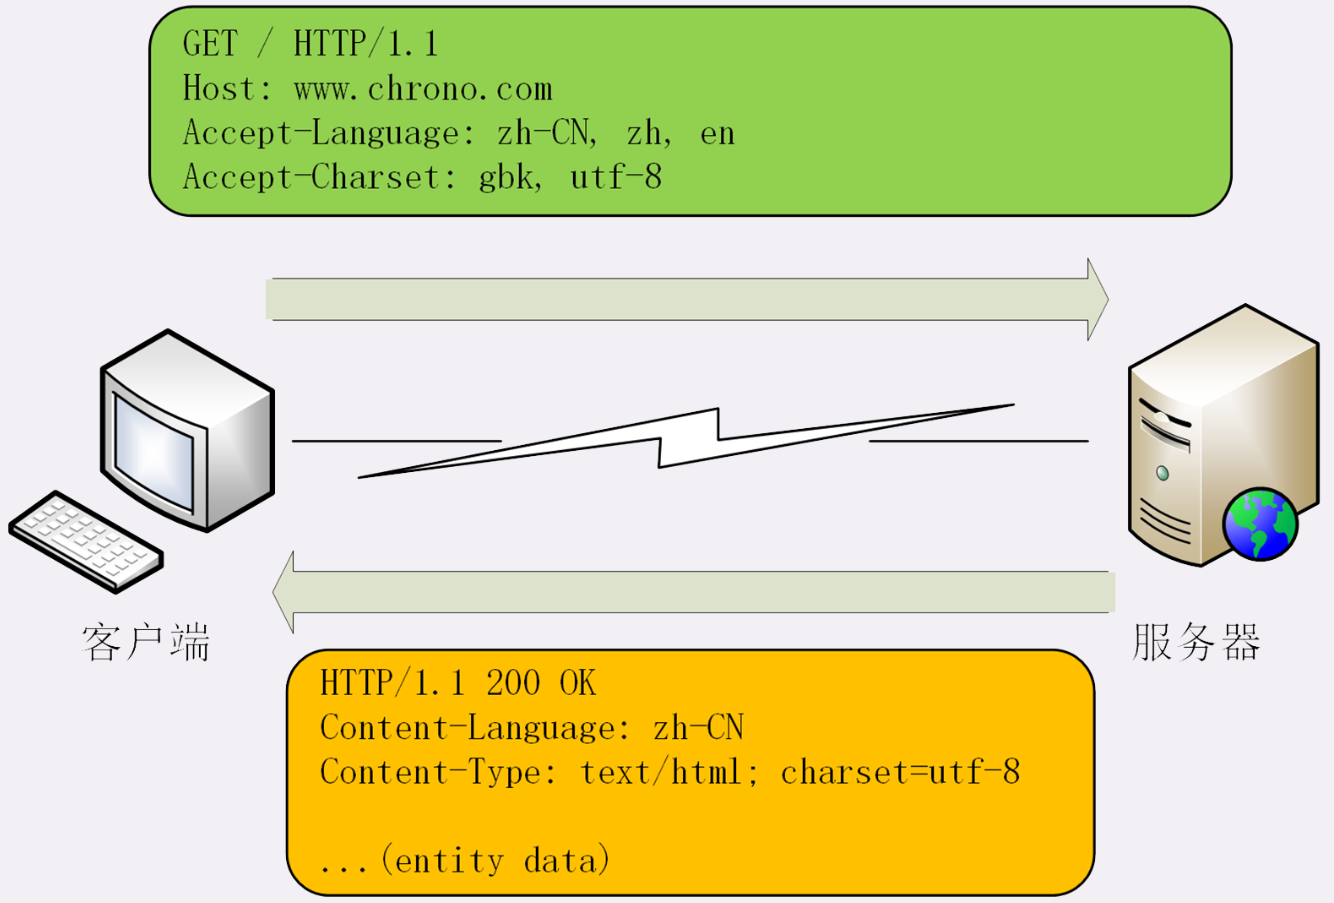 GET / HTTP/1.1
Host: www.chrono.com
Accept-Language: zh-CN, zh, en
Accept-Charset: gbk, utf-8
客户端
服务器
HTTP/1.1 200 OK
Content-Language: zh-CN
Content-Type: text/html; charset=utf-8
...(entity data)